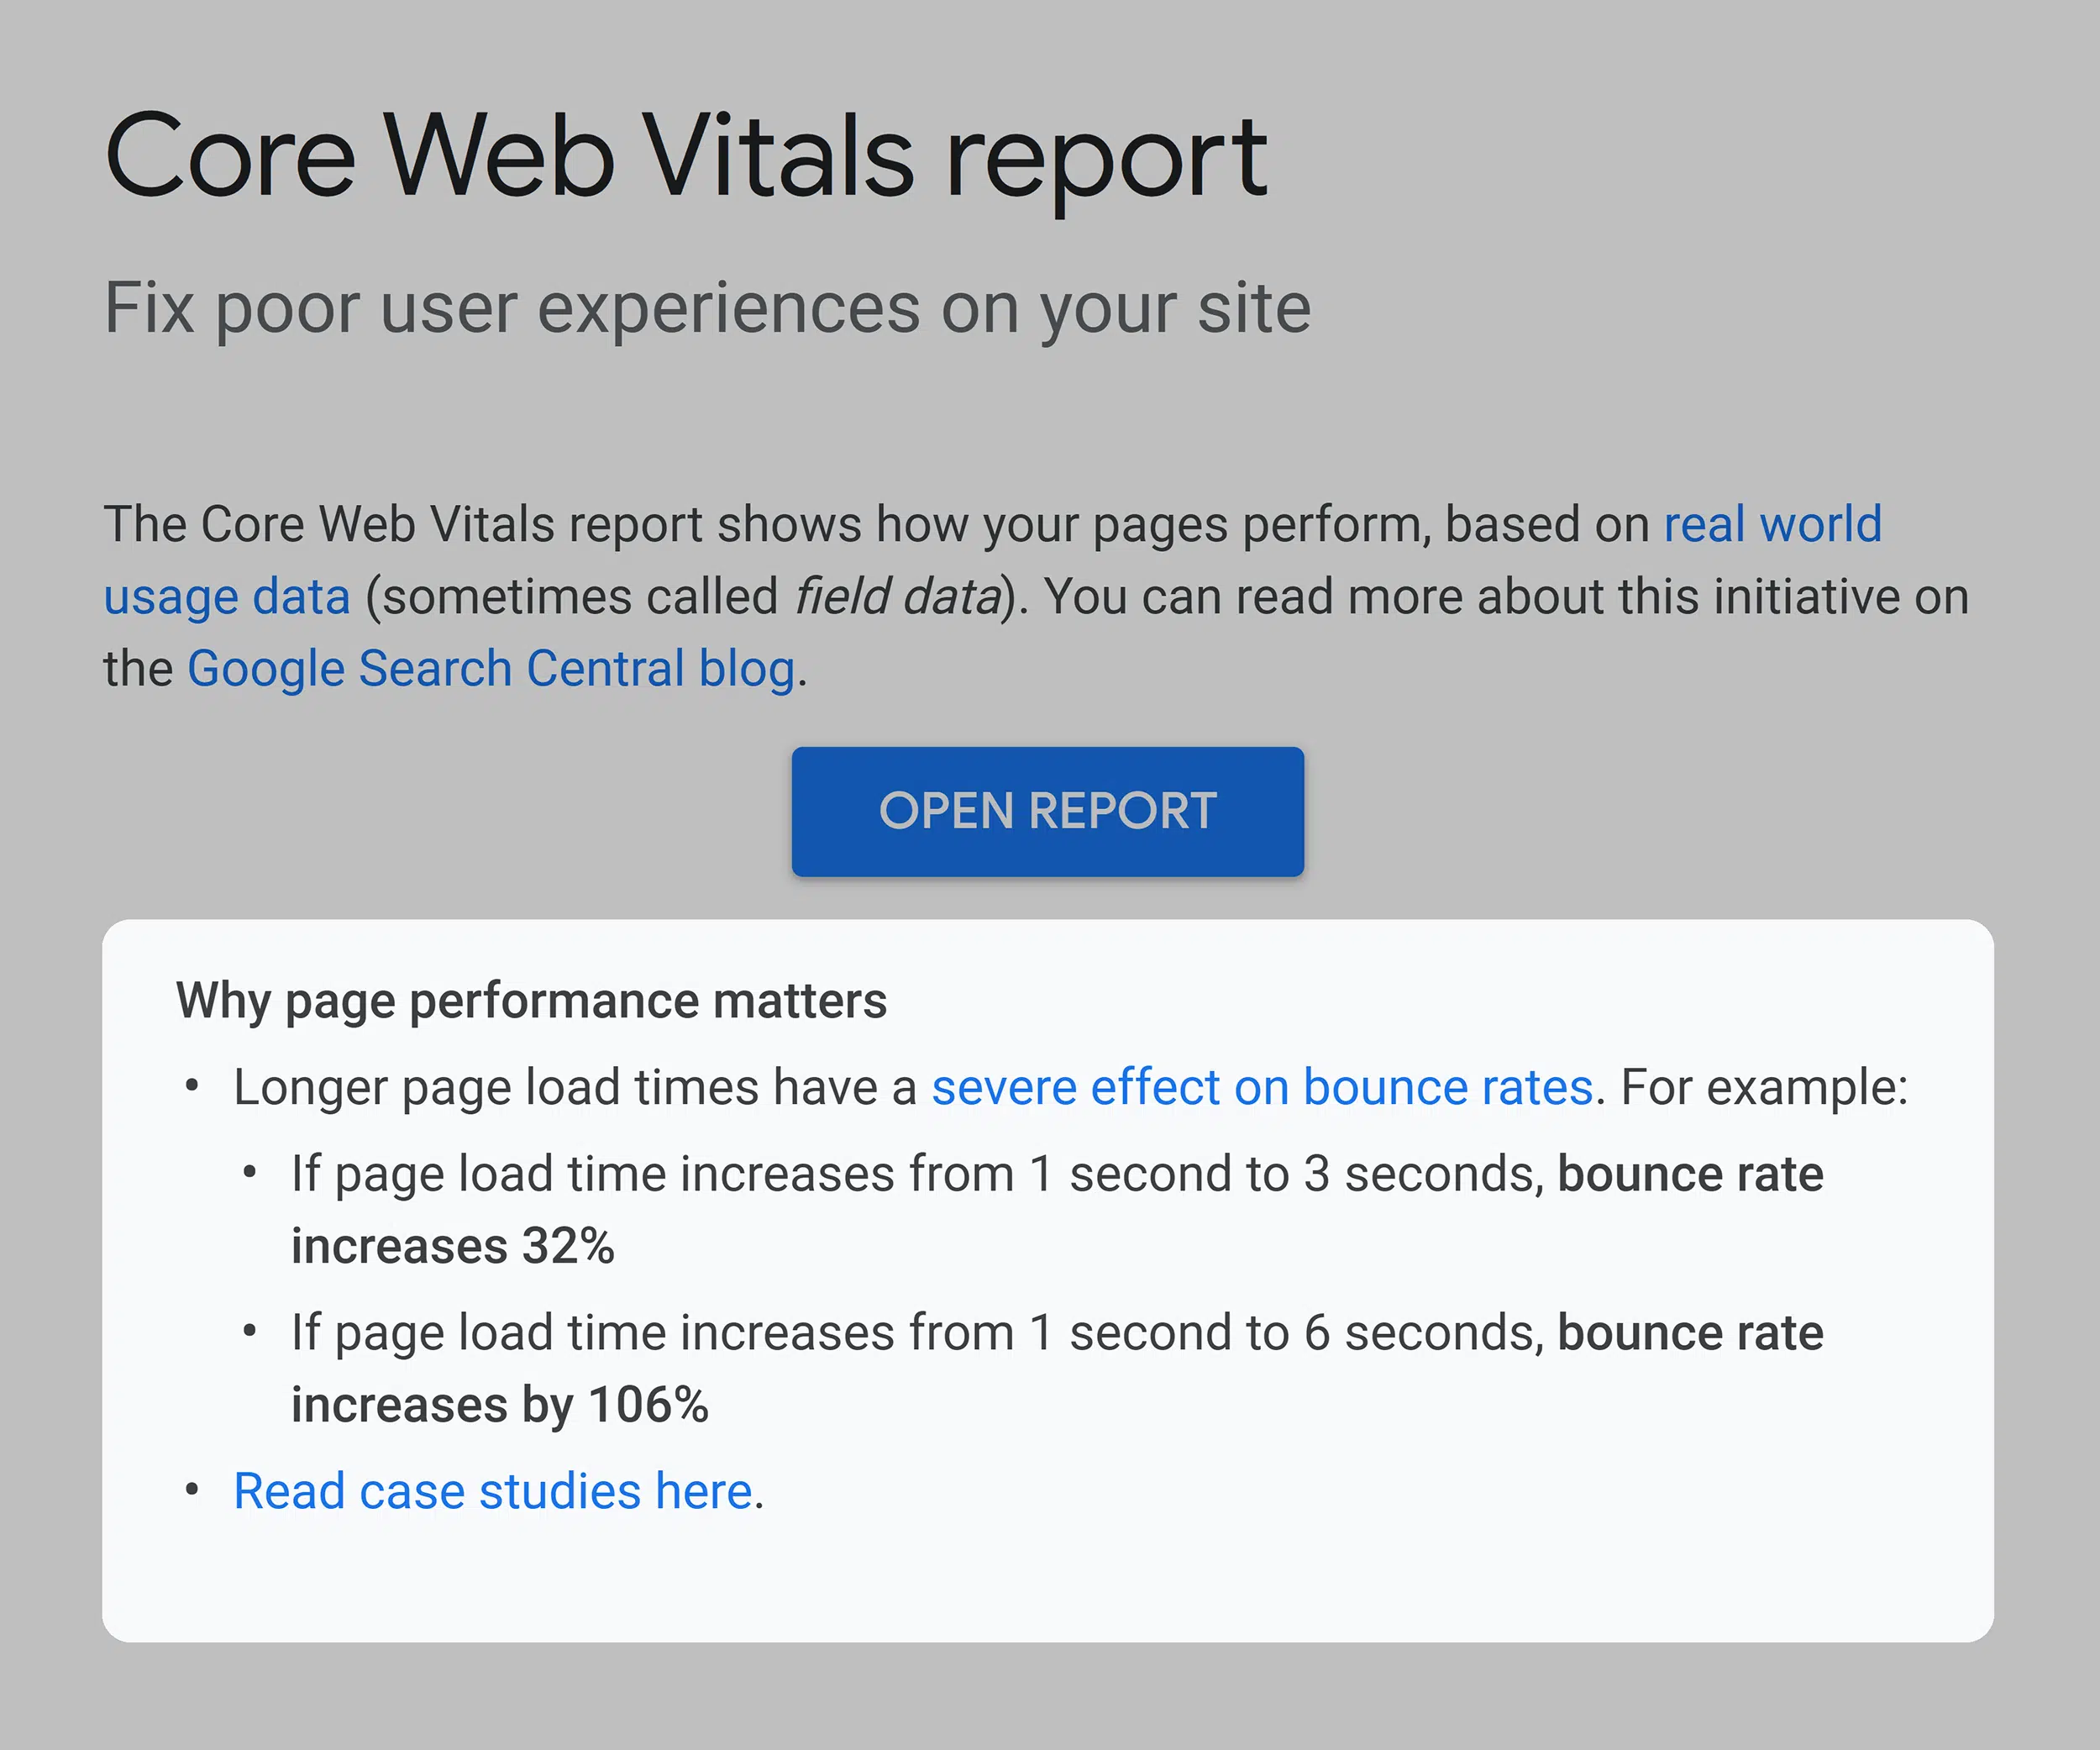 Core Web Vitals report
Fix poor user experiences on your site
The Core Web Vitals report shows how your pages perform, based on real world
usage data (sometimes called field data). You can read more about this initiative on
the Google Search Central blog.
OPEN REPORT
Why page performance matters
• Longer page load times have a severe effect on bounce rates. For example:
• If page load time increases from 1 second to 3 seconds, bounce rate
increases 32%
• If page load time increases from 1 second to 6 seconds, bounce rate
increases by 106%
• Read case studies here.